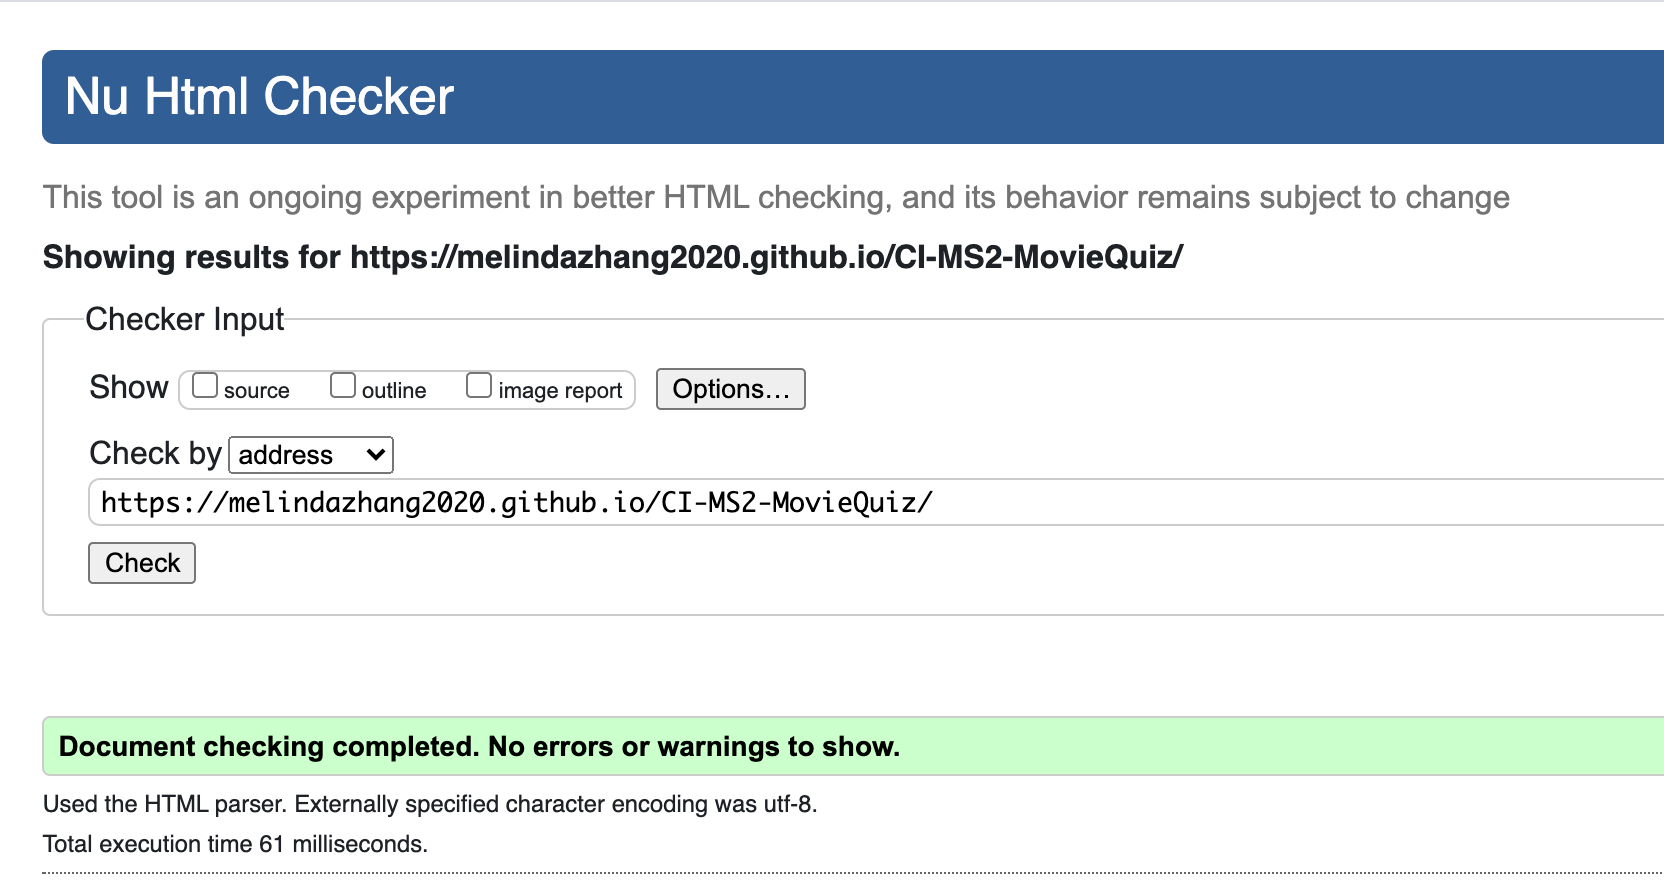 Nu Html Checker
This tool is an ongoing experiment in better HTML checking, and its behavior remains subject to change
Showing results for https://melindazhang2020.github.io/CI-MS2-MovieQuiz/
Checker Input
Show source outline image report Options...
Check by address
https://melindazhang2020.github.io/CI-MS2-MovieQuiz/
Check
Document checking completed. No errors or warnings to show.
Used the HTML parser. Externally specified character encoding was utf-8.
Total execution time 61 milliseconds.